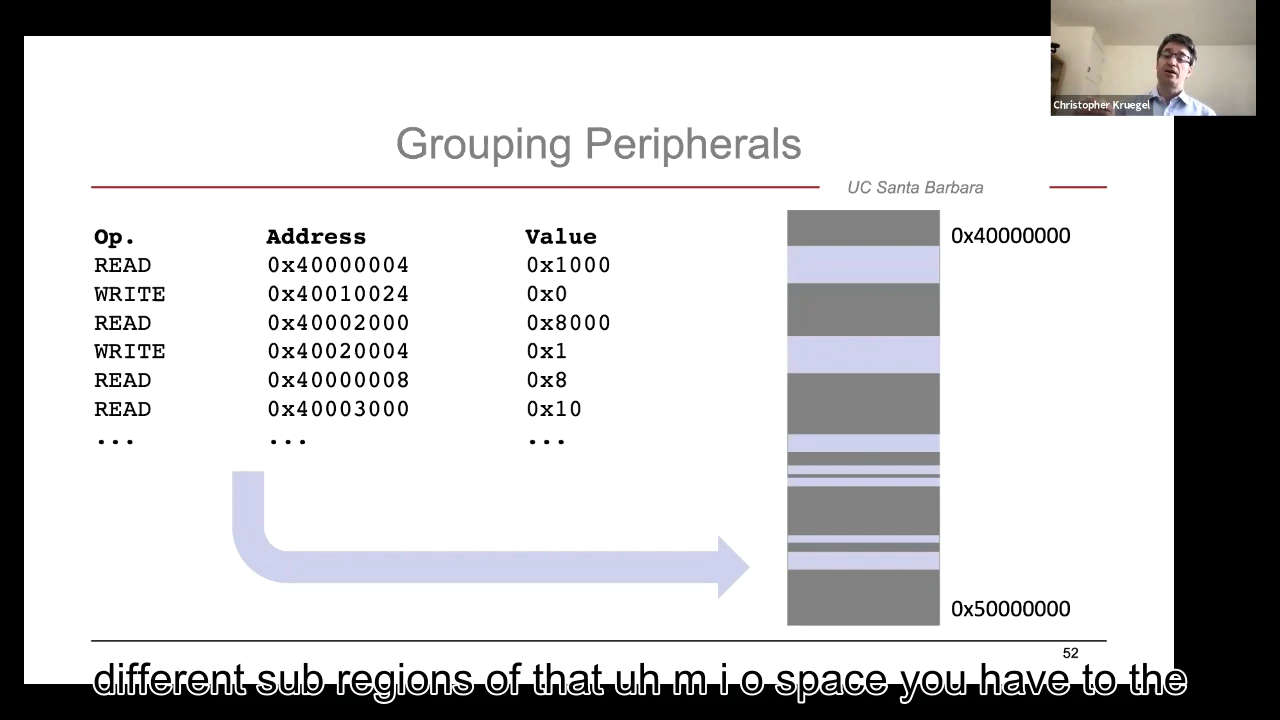 Christopher Kruegel
Grouping Peripherals
UC Santa Barbara
Op. Address Value
READ 0x40000004 0x1000
WRITE 0x40010024 0x0
READ 0x40002000 0x8000
WRITE 0x40020004 0x1
READ 0x40000008 0x8
READ 0x40003000 0x10
... ... ...
0x40000000
0x50000000
52
different sub regions of that uh m i o space you have to the